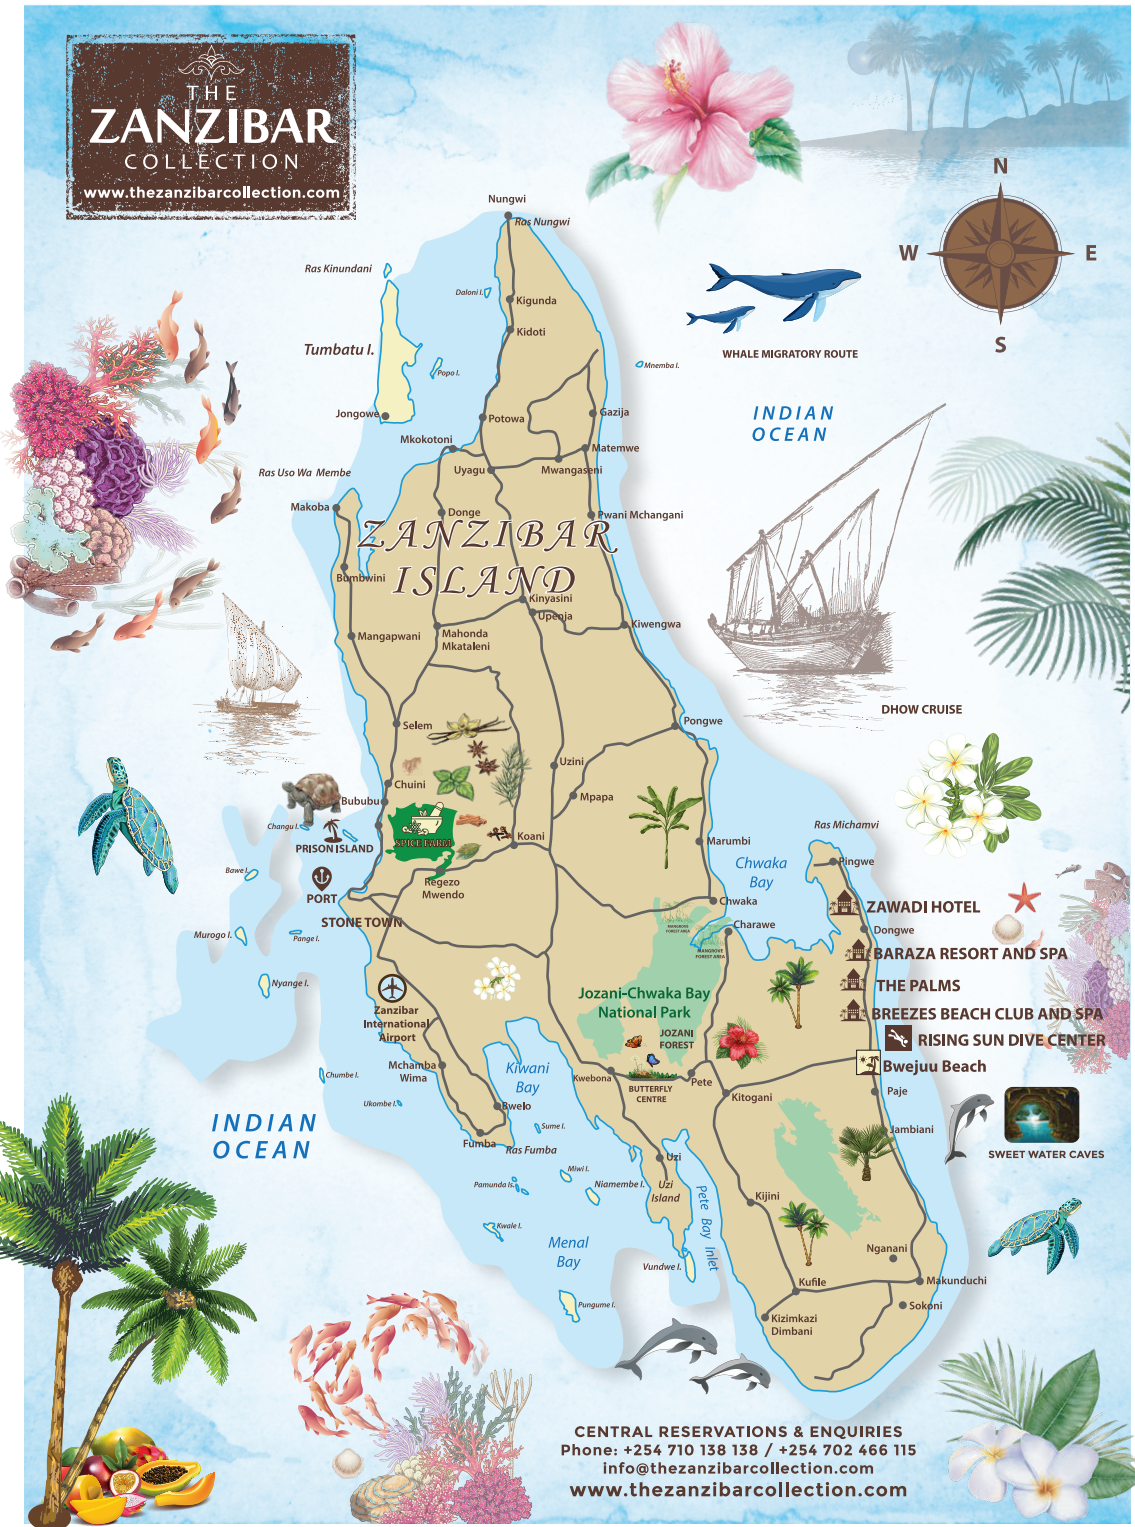 THE
ZANZIBAR
COLLECTION
www.thezanzibarcollection.com
N
W
E
S
Nungwi
Ras Nungwi
Ras Kinundani
Daloni I.
Kigunda
Kidoti
Tumbatu I.
Popo I.
Mnemba I.
WHALE MIGRATORY ROUTE
Jongowe
Potowa
Gazija
INDIAN
OCEAN
Mkokotoni
Matemwe
Uyagu
Mwangaseni
Ras Uso Wa Membe
Makoba
Donge
Pwani Mchangani
ZANZIBAR
ISLAND
Bumbwini
Kinyasini
Upenja
Kiwengwa
Mangapwani
Mahonda
Mkataleni
DHOW CRUISE
Selem
Pongwe
Uzini
Chuini
Mpapa
Bububu
Changu I.
PRISON ISLAND
SPICE FARM
Koani
Marumbi
Ras Michamvi
Chwaka
Bay
Pingwe
Bawe I.
PORT
Regezo
Mwendo
Chwaka
ZAWADI HOTEL
STONE TOWN
MANGROVE
FOREST AREA
Charawe
Dongwe
Murogo I.
Pange I.
MANGROVE
FOREST AREA
BARAZA RESORT AND SPA
Nyange I.
THE PALMS
Jozani-Chwaka Bay
National Park
Zanzibar
International
Airport
BREEZES BEACH CLUB AND SPA
JOZANI
FOREST
RISING SUN DIVE CENTER
Mchamba
Wima
Kiwani
Bay
Kwebona
Bwejuu Beach
Chumbe I.
Pete
BUTTERFLY
CENTRE
Kitogani
Paje
Ukombe I.
Bwelo
INDIAN
OCEAN
Sume I.
Jambiani
Fumba
Ras Fumba
SWEET WATER CAVES
Uzi
Miwi I.
Pamunda Is.
Niamembe I.
Uzi
Island
Pete Bay Inlet
Kijini
Kwale I.
Menal
Bay
Nganani
Vundwe I.
Kufile
Makunduchi
Pungume I.
Sokoni
Kizimkazi
Dimbani
CENTRAL RESERVATIONS & ENQUIRIES
Phone: +254 710 138 138 / +254 702 466 115
info@thezanzibarcollection.com
www.thezanzibarcollection.com